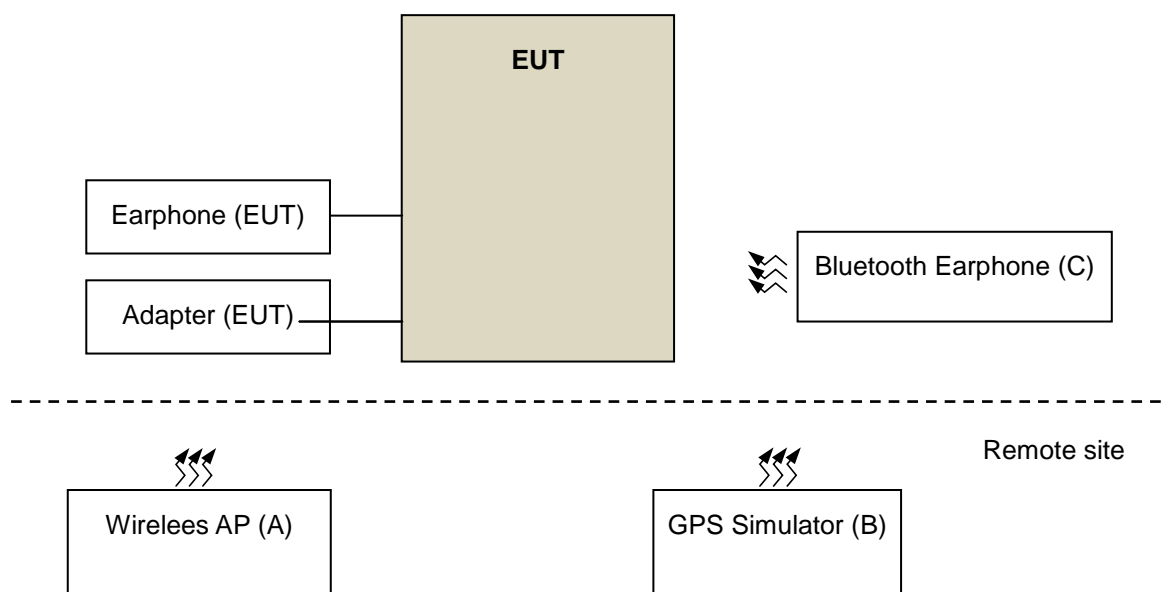 EUT
Earphone (EUT)
Bluetooth Earphone (C)
Adapter (EUT)
Remote site
Wirelees AP (A)
GPS Simulator (B)